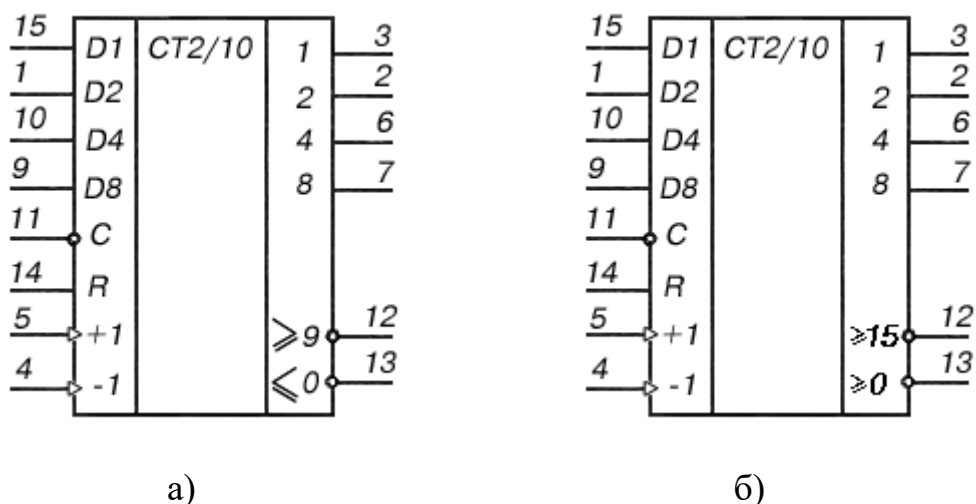 15 D1 CT2/10 1 3
1 D2 2 2
10 D4 4 6
9 D8 8 7
11 C
14 R
5 +1 ⩾9 12
4 -1 ⩽0 13
а)
15 D1 CT2/10 1 3
1 D2 2 2
10 D4 4 6
9 D8 8 7
11 C
14 R
5 +1 ⩾15 12
4 -1 ⩾0 13
б)